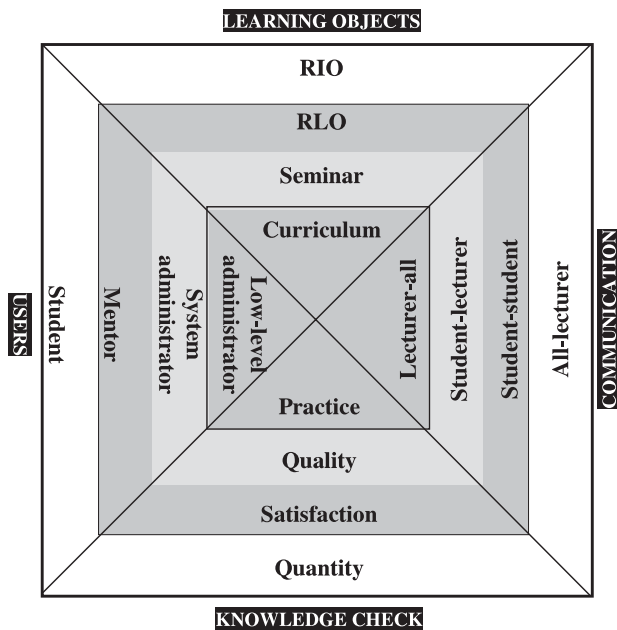 LEARNING OBJECTS
RIO
RLO
Seminar
Curriculum
USERS
Student
Mentor
System
administrator
Low-level
administrator
Lecturer-all
Student-lecturer
Student-student
All-lecturer
COMMUNICATION
Practice
Quality
Satisfaction
Quantity
KNOWLEDGE CHECK